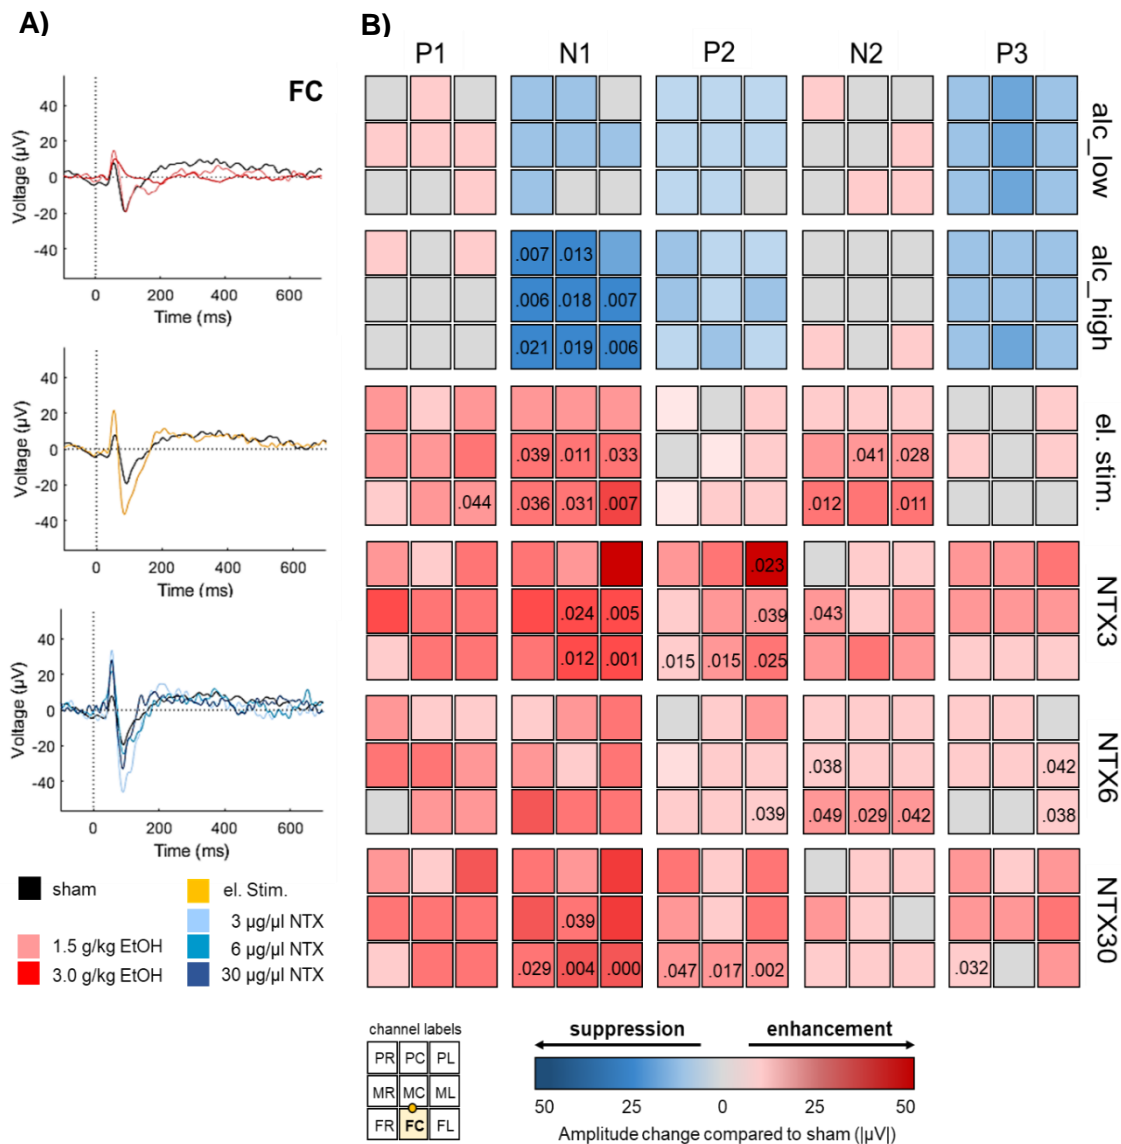 A)
FC
Voltage (µV)
40
20
0
-20
-40
0 200 400 600
Time (ms)
Voltage (µV)
40
20
0
-20
-40
0 200 400 600
Time (ms)
Voltage (µV)
40
20
0
-20
-40
0 200 400 600
Time (ms)
sham
1.5 g/kg EtOH
3.0 g/kg EtOH
el. Stim.
3 µg/µl NTX
6 µg/µl NTX
30 µg/µl NTX
B)
P1 N1 P2 N2 P3
alc_low
.007 .013
.006 .018 .007
.021 .019 .006
alc_high
.039 .011 .033 .041 .028
.044 .036 .031 .007 .012 .011
el. stim.
.023
.024 .005 .039 .043
.012 .001 .015 .015 .025
NTX3
.038 .042
.039 .049 .029 .042 .038
NTX6
.039
.029 .004 .000 .047 .017 .002 .032
NTX30
channel labels
PR PC PL
MR MC ML
FR FC FL
suppression enhancement
50 25 0 25 50
Amplitude change compared to sham (|µV|)